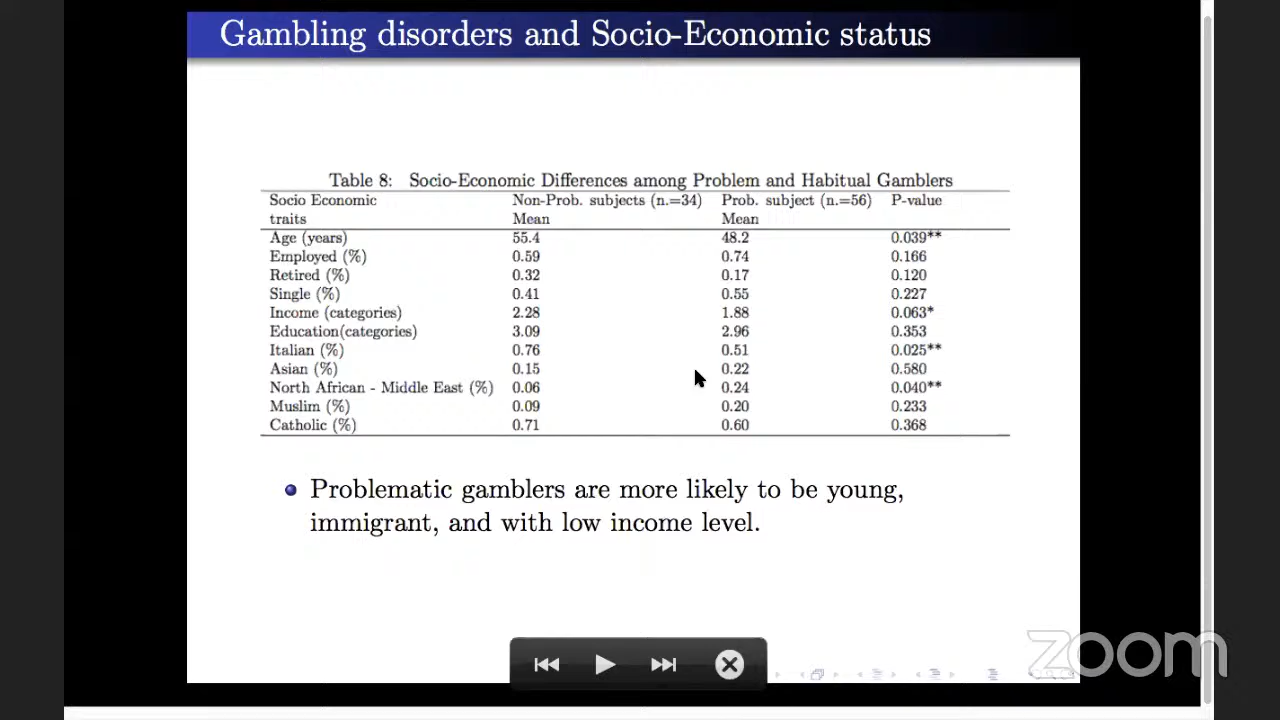 Gambling disorders and Socio-Economic status
Table 8: Socio-Economic Differences among Problem and Habitual Gamblers
Socio Economic Non-Prob. subjects (n.=34) Prob. subject (n.=56) P-value
traits Mean Mean
Age (years) 55.4 48.2 0.039**
Employed (%) 0.59 0.74 0.166
Retired (%) 0.32 0.17 0.120
Single (%) 0.41 0.55 0.227
Income (categories) 2.28 1.88 0.063*
Education(categories) 3.09 2.96 0.353
Italian (%) 0.76 0.51 0.025**
Asian (%) 0.15 0.22 0.580
North African - Middle East (%) 0.06 0.24 0.040**
Muslim (%) 0.09 0.20 0.233
Catholic (%) 0.71 0.60 0.368
Problematic gamblers are more likely to be young,
immigrant, and with low income level.
zoom